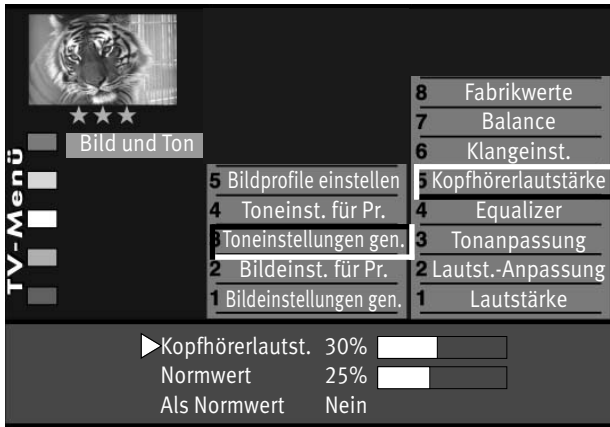 TV-Menü
Bild und Ton
5 Bildprofile einstellen
4 Toneinst. für Pr.
3 Toneinstellungen gen.
2 Bildeinst. für Pr.
1 Bildeinstellungen gen.
8 Fabrikwerte
7 Balance
6 Klangeinst.
5 Kopfhörerlautstärke
4 Equalizer
3 Tonanpassung
2 Lautst.-Anpassung
1 Lautstärke
Kopfhörerlautst. 30%
Normwert 25%
Als Normwert Nein